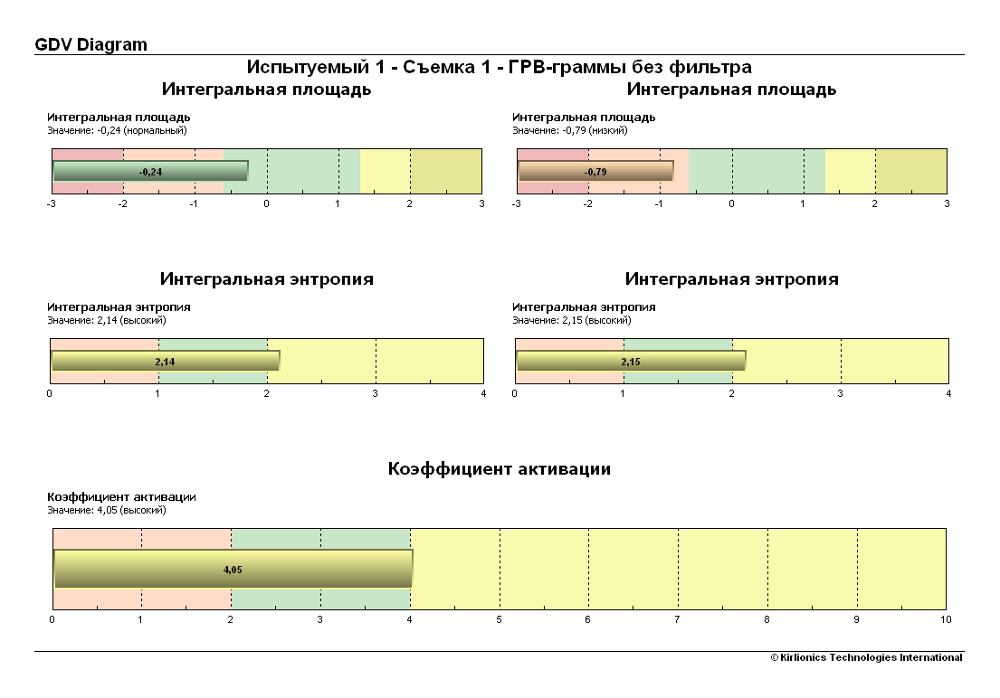 GDV Diagram
Испытуемый 1 - Съемка 1 - ГРВ-граммы без фильтра
Интегральная площадь
Интегральная площадь
Значение: -0,24 (нормальный)
-0,24
-3 -2 -1 0 1 2 3
Интегральная площадь
Интегральная площадь
Значение: -0,79 (низкий)
-0,79
-3 -2 -1 0 1 2 3
Интегральная энтропия
Интегральная энтропия
Значение: 2,14 (высокий)
2,14
0 1 2 3 4
Интегральная энтропия
Интегральная энтропия
Значение: 2,15 (высокий)
2,15
0 1 2 3 4
Коэффициент активации
Коэффициент активации
Значение: 4,05 (высокий)
4,05
0 1 2 3 4 5 6 7 8 9 10
© Kirlionics Technologies International